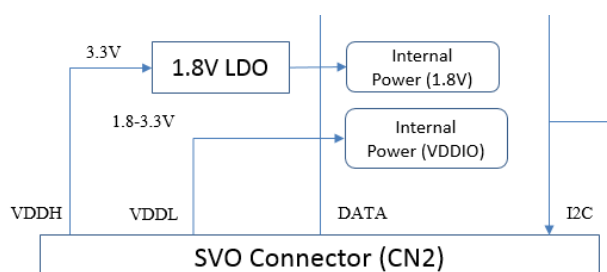 3.3V
1.8V LDO
Internal
Power (1.8V)
1.8-3.3V
Internal
Power (VDDIO)
VDDH
VDDL
DATA
I2C
SVO Connector (CN2)